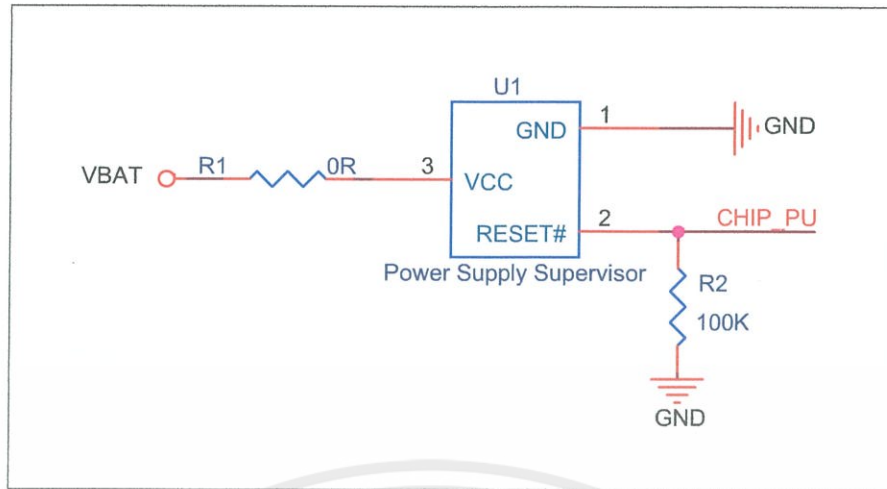 U1
1
GND
GND
VBAT
R1
0R
3
VCC
2
CHIP_PU
RESET#
Power Supply Supervisor
R2
100K
GND